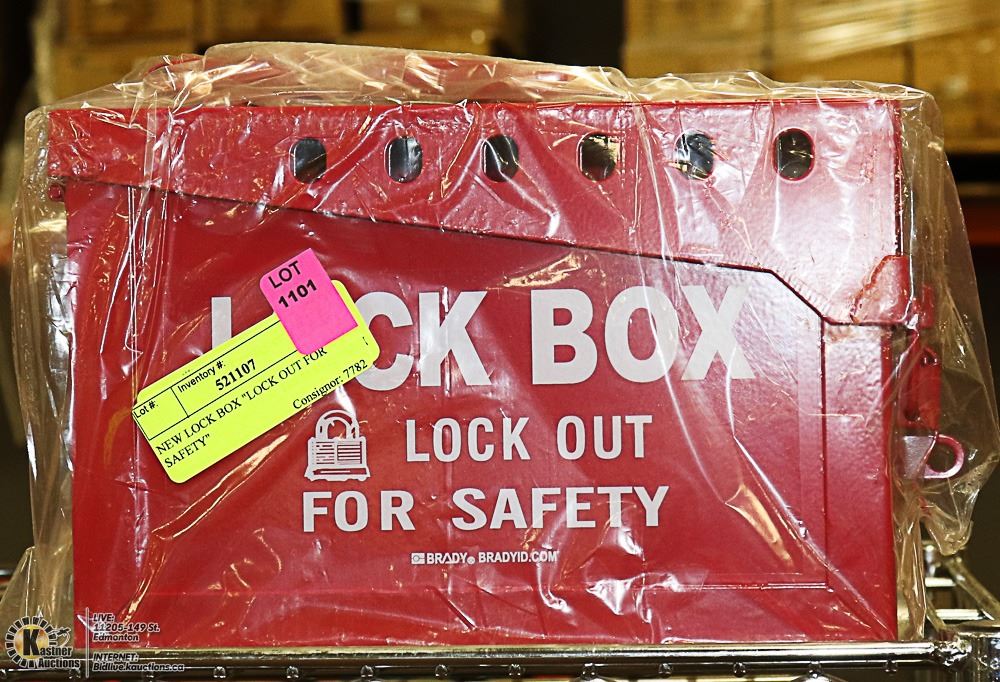 LOCK BOX
LOT
1101
Lot #:
Inventory #:
521107
NEW LOCK BOX "LOCK OUT FOR
SAFETY"
Consignor: 7782
LOCK OUT
FOR SAFETY
BRADY® BRADYID.COM
Kastner
Auctions
LIVE:
11205-149 St.
Edmonton
INTERNET:
Bidlive.kauctions.ca